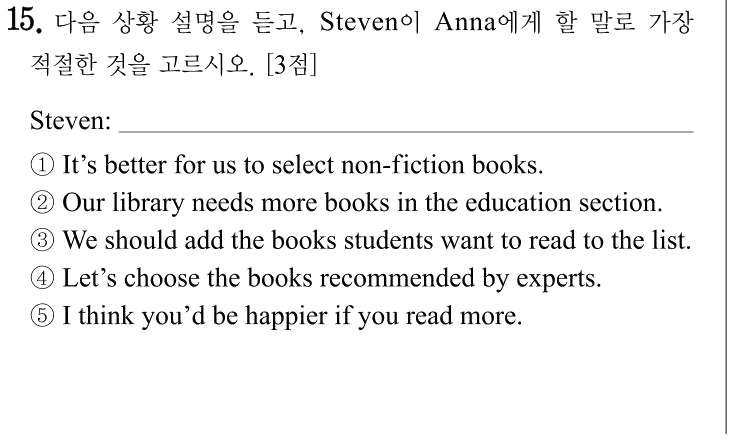 15. 다음 상황 설명을 듣고, Steven이 Anna에게 할 말로 가장
적절한 것을 고르시오. [3점]
Steven:
① It’s better for us to select non-fiction books.
② Our library needs more books in the education section.
③ We should add the books students want to read to the list.
④ Let’s choose the books recommended by experts.
⑤ I think you’d be happier if you read more.